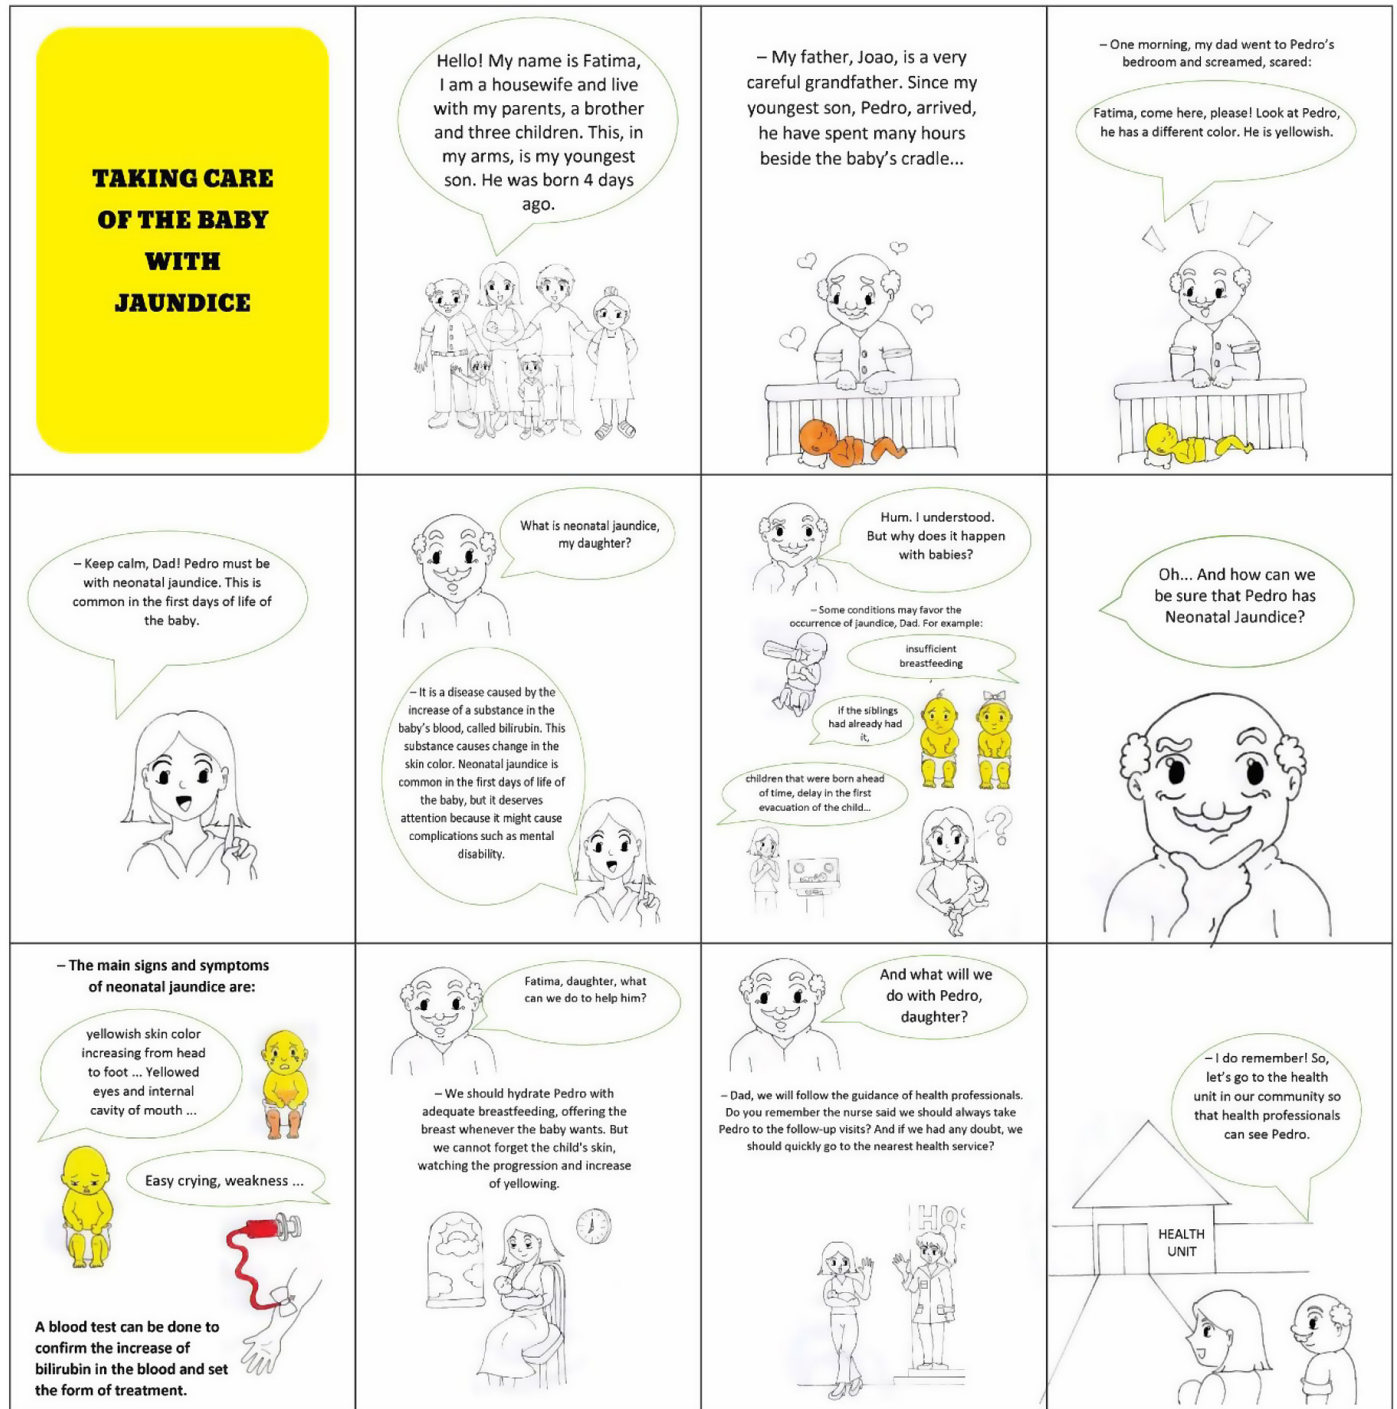 TAKING CARE
OF THE BABY
WITH
JAUNDICE
Hello! My name is Fatima,
I am a housewife and live
with my parents, a brother
and three children. This, in
my arms, is my youngest
son. He was born 4 days
ago.
– My father, Joao, is a very
careful grandfather. Since my
youngest son, Pedro, arrived,
he have spent many hours
beside the baby's cradle...
– One morning, my dad went to Pedro's
bedroom and screamed, scared:
Fatima, come here, please! Look at Pedro,
he has a different color. He is yellowish.
– Keep calm, Dad! Pedro must be
with neonatal jaundice. This is
common in the first days of life of
the baby.
What is neonatal jaundice,
my daughter?
– It is a disease caused by the
increase of a substance in the
baby's blood, called bilirubin. This
substance causes change in the
skin color. Neonatal jaundice is
common in the first days of life of
the baby, but it deserves
attention because it might cause
complications such as mental
disability.
Hum. I understood.
But why does it happen
with babies?
– Some conditions may favor the
occurrence of jaundice, Dad. For example:
insufficient
breastfeeding
if the siblings
had already had
it,
children that were born ahead
of time, delay in the first
evacuation of the child...
?
Oh... And how can we
be sure that Pedro has
Neonatal Jaundice?
– The main signs and symptoms
of neonatal jaundice are:
yellowish skin color
increasing from head
to foot ... Yellowed
eyes and internal
cavity of mouth ...
Easy crying, weakness ...
A blood test can be done to
confirm the increase of
bilirubin in the blood and set
the form of treatment.
Fatima, daughter, what
can we do to help him?
– We should hydrate Pedro with
adequate breastfeeding, offering the
breast whenever the baby wants. But
we cannot forget the child's skin,
watching the progression and increase
of yellowing.
And what will we
do with Pedro,
daughter?
– Dad, we will follow the guidance of health professionals.
Do you remember the nurse said we should always take
Pedro to the follow-up visits? And if we had any doubt, we
should quickly go to the nearest health service?
HOS
– I do remember! So,
let's go to the health
unit in our community so
that health professionals
can see Pedro.
HEALTH
UNIT